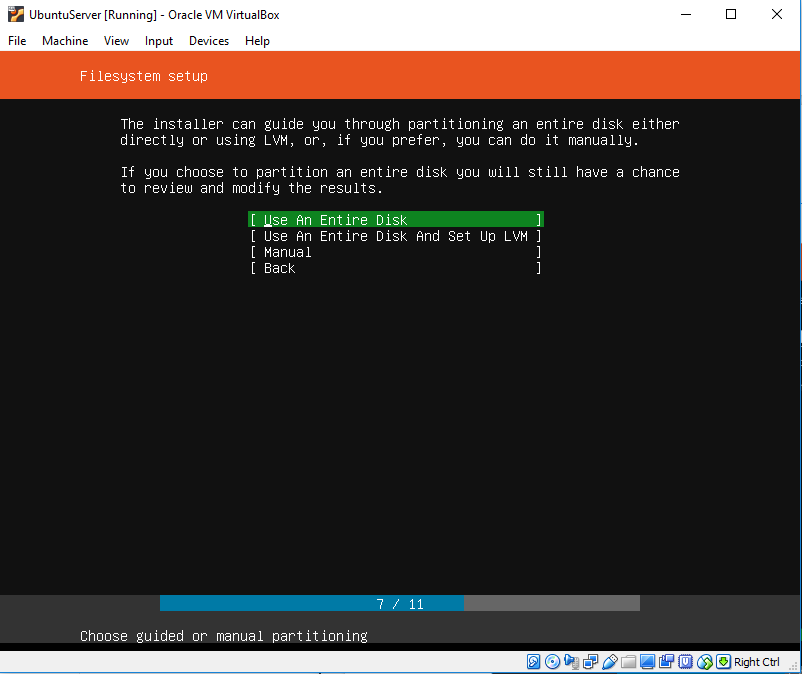 UbuntuServer [Running] - Oracle VM VirtualBox
File Machine View Input Devices Help
Filesystem setup
The installer can guide you through partitioning an entire disk either
directly or using LVM, or, if you prefer, you can do it manually.
If you choose to partition an entire disk you will still have a chance
to review and modify the results.
[ Use An Entire Disk ]
[ Use An Entire Disk And Set Up LVM ]
[ Manual ]
[ Back ]
7 / 11
Choose guided or manual partitioning
Right Ctrl